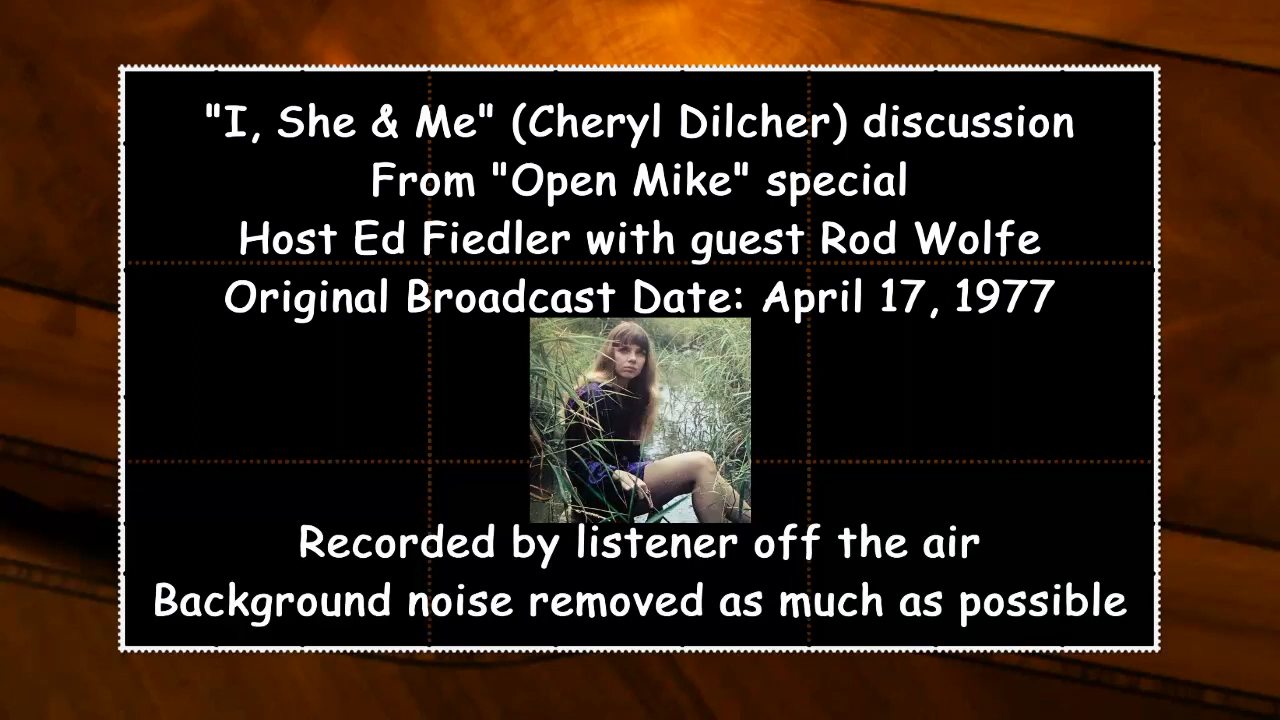 "I, She & Me" (Cheryl Dilcher) discussion
From "Open Mike" special
Host Ed Fiedler with guest Rod Wolfe
Original Broadcast Date: April 17, 1977
Recorded by listener off the air
Background noise removed as much as possible